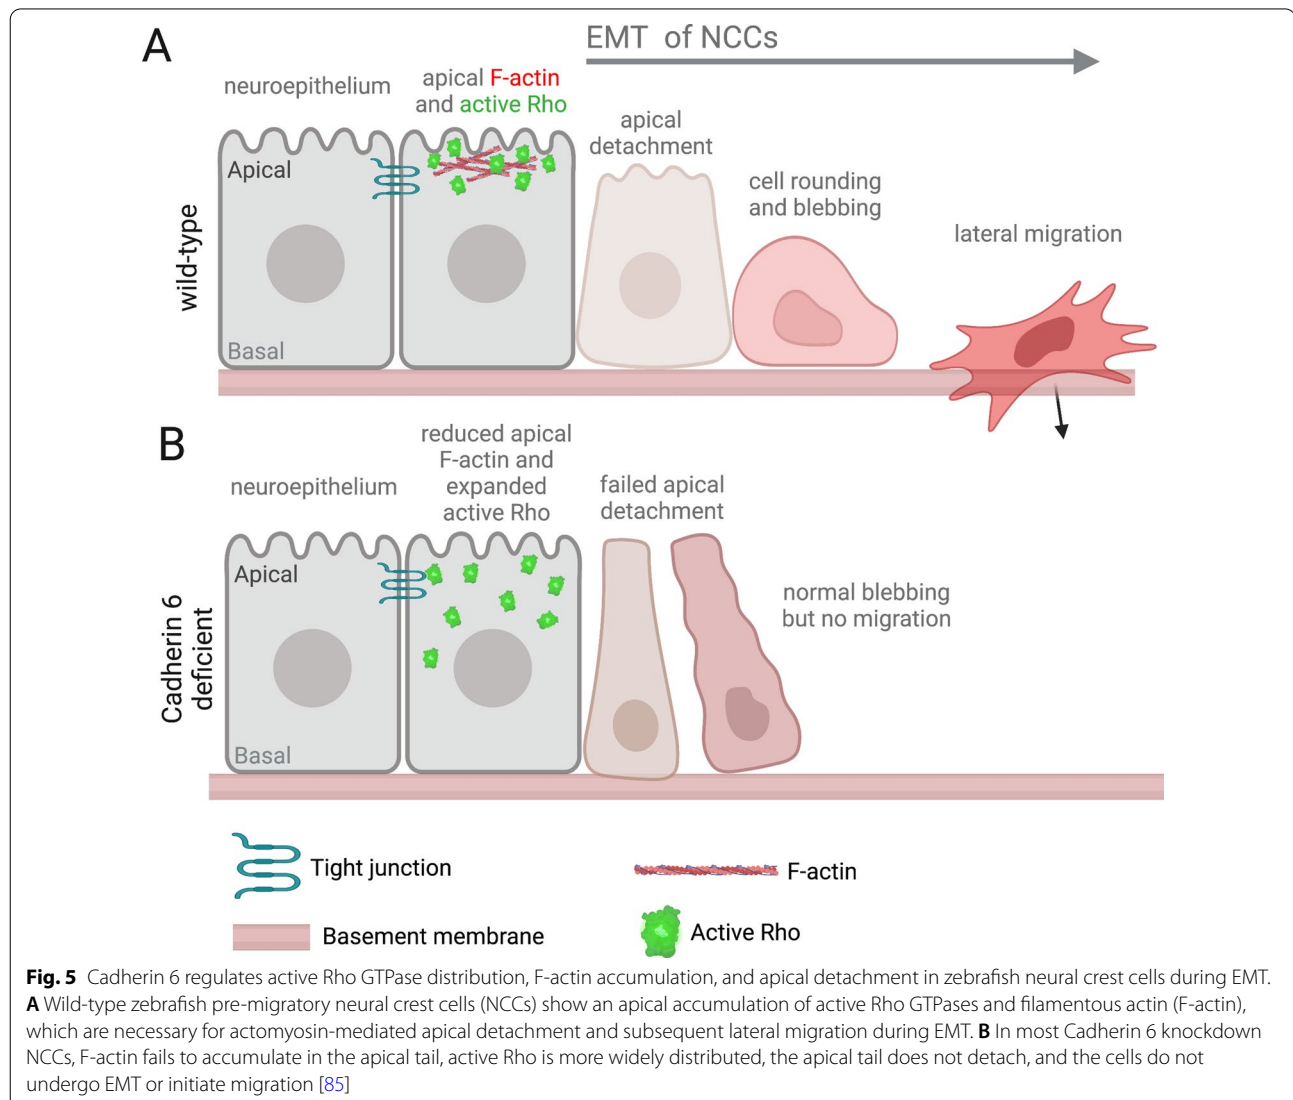 A
EMT of NCCs
neuroepithelium
apical F-actin
and active Rho
apical
detachment
cell rounding
and blebbing
lateral migration
Apical
Basal
wild-type
B
neuroepithelium
reduced apical
F-actin and
expanded
active Rho
failed apical
detachment
normal blebbing
but no migration
Apical
Basal
Cadherin 6
deficient
Tight junction
F-actin
Basement membrane
Active Rho
Fig. 5 Cadherin 6 regulates active Rho GTPase distribution, F-actin accumulation, and apical detachment in zebrafish neural crest cells during EMT.
A Wild-type zebrafish pre-migratory neural crest cells (NCCs) show an apical accumulation of active Rho GTPases and filamentous actin (F-actin),
which are necessary for actomyosin-mediated apical detachment and subsequent lateral migration during EMT. B In most Cadherin 6 knockdown
NCCs, F-actin fails to accumulate in the apical tail, active Rho is more widely distributed, the apical tail does not detach, and the cells do not
undergo EMT or initiate migration [85]